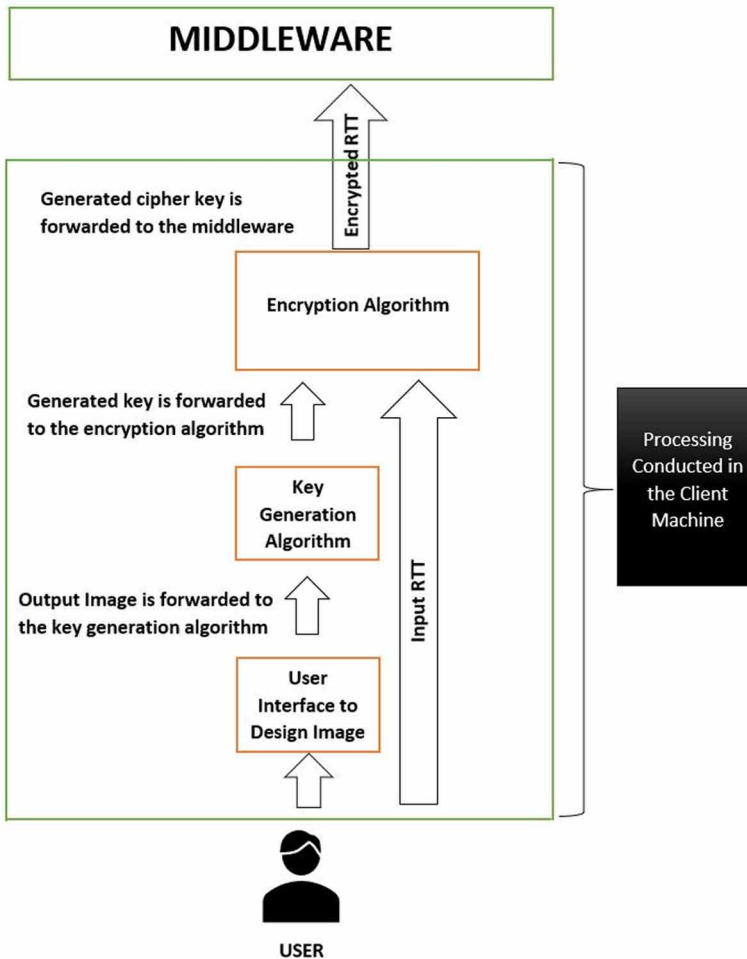 MIDDLEWARE
Encrypted RTT
Generated cipher key is
forwarded to the middleware
Encryption Algorithm
Generated key is forwarded
to the encryption algorithm
Processing
Conducted in
the Client
Machine
Key
Generation
Algorithm
Output Image is forwarded to
the key generation algorithm
Input RTT
User
Interface to
Design Image
USER